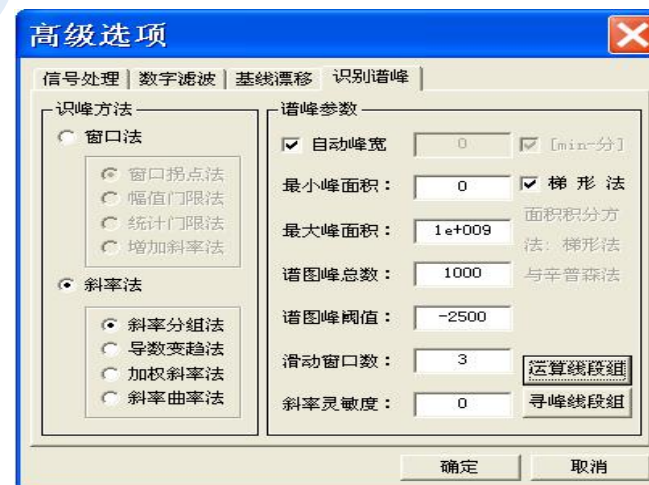 高级选项
信号处理 数字滤波 基线漂移 识别谱峰
识峰方法
窗口法
窗口拐点法
幅值门限法
统计门限法
增加斜率法
斜率法
斜率分组法
导数变趋法
加权斜率法
斜率曲率法
谱峰参数
自动峰宽 0 [min-分]
最小峰面积： 0 梯 形 法
最大峰面积： 1e+009
面积积分方
法：梯形法
与辛普森法
谱图峰总数： 1000
谱图峰阀值： -2500
滑动窗口数： 3 运算线段组
斜率灵敏度： 0 寻峰线段组
确定 取消